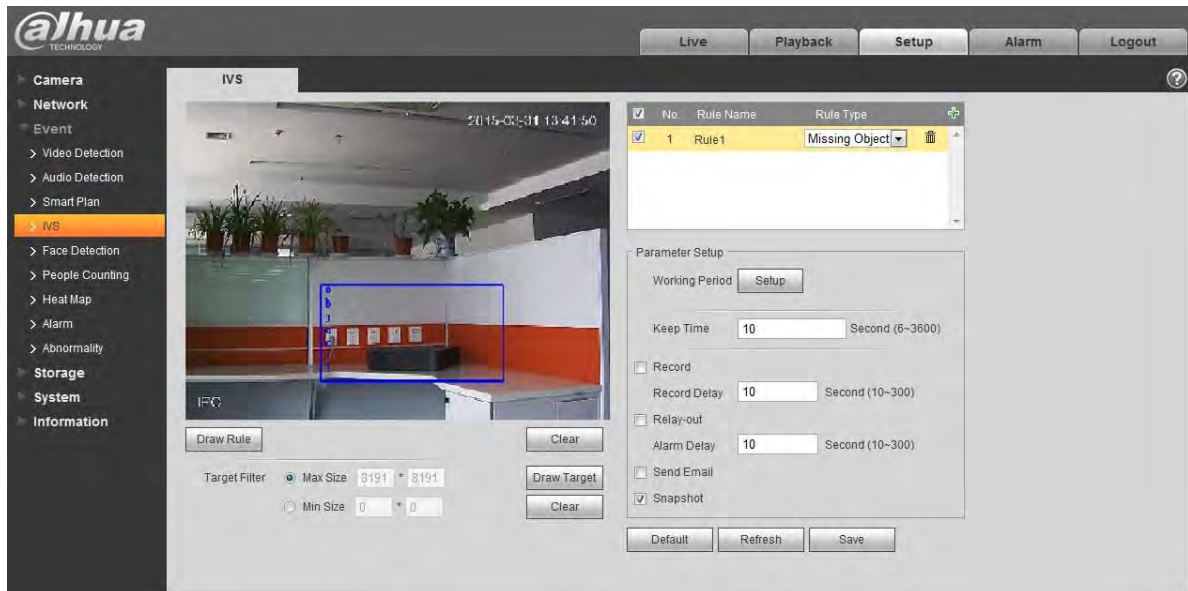 alhua
TECHNOLOGY
Live
Playback
Setup
Alarm
Logout
Camera
Network
Event
Video Detection
Audio Detection
Smart Plan
IVS
Face Detection
People Counting
Heat Map
Alarm
Abnormality
Storage
System
Information
IVS
2015-03-31 13:41:50
IPC
Draw Rule
Clear
Target Filter Max Size 8191 * 8191 Draw Target
Min Size 0 * 0 Clear
No. Rule Name Rule Type
1 Rule1 Missing Object
Parameter Setup
Working Period Setup
Keep Time 10 Second (6~3600)
Record
Record Delay 10 Second (10~300)
Relay-out
Alarm Delay 10 Second (10~300)
Send Email
Snapshot
Default Refresh Save